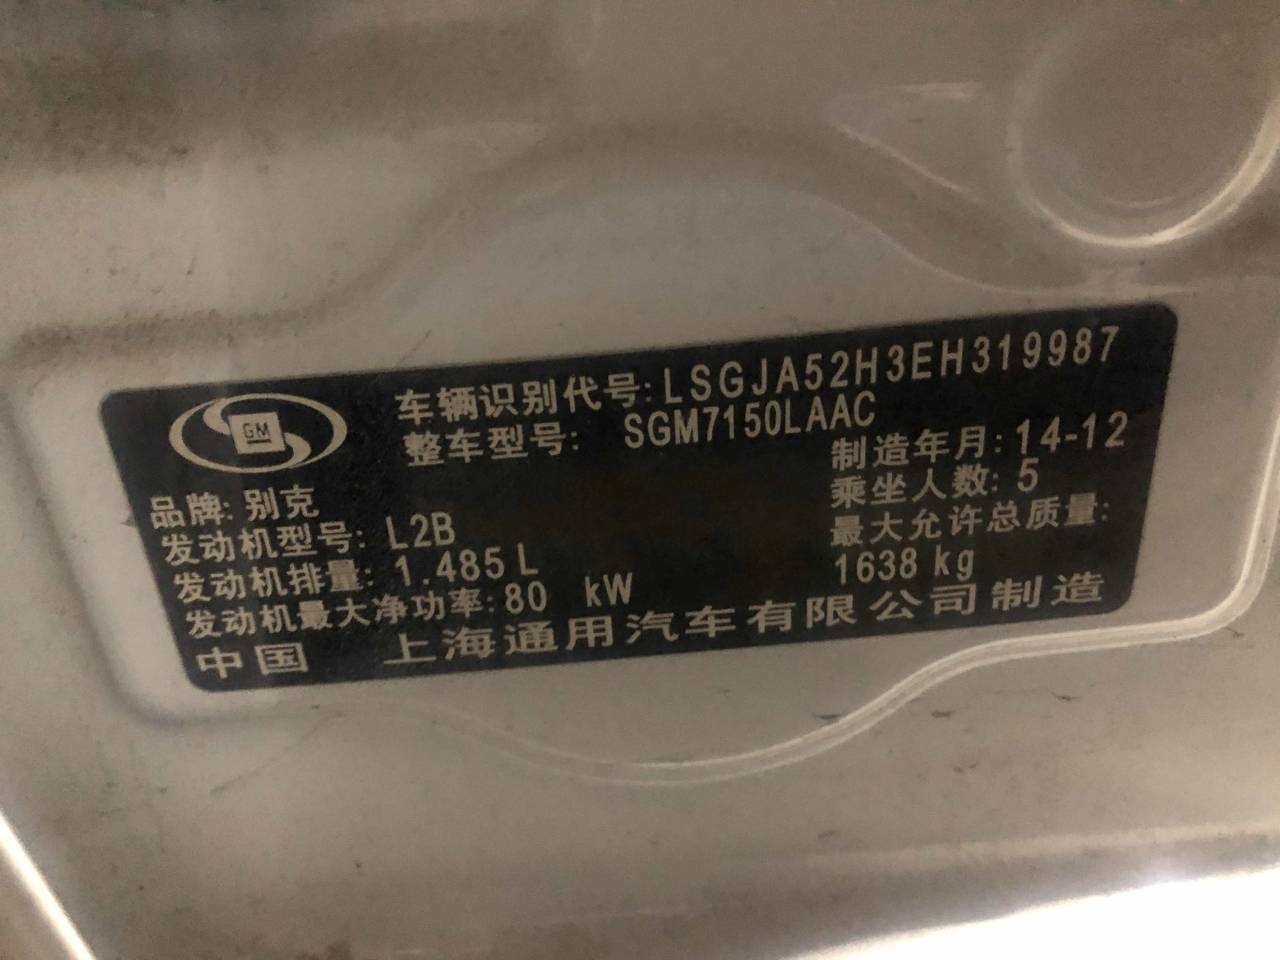 GM
车辆识别代号: LSGJA52H3EH319987
整车型号: SGM7150LAAC
制造年月: 14-12
品牌: 别克
乘坐人数: 5
发动机型号: L2B
最大允许总质量:
发动机排量: 1.485 L
1638 kg
发动机最大净功率: 80 kW
中国 上海通用汽车有限公司制造